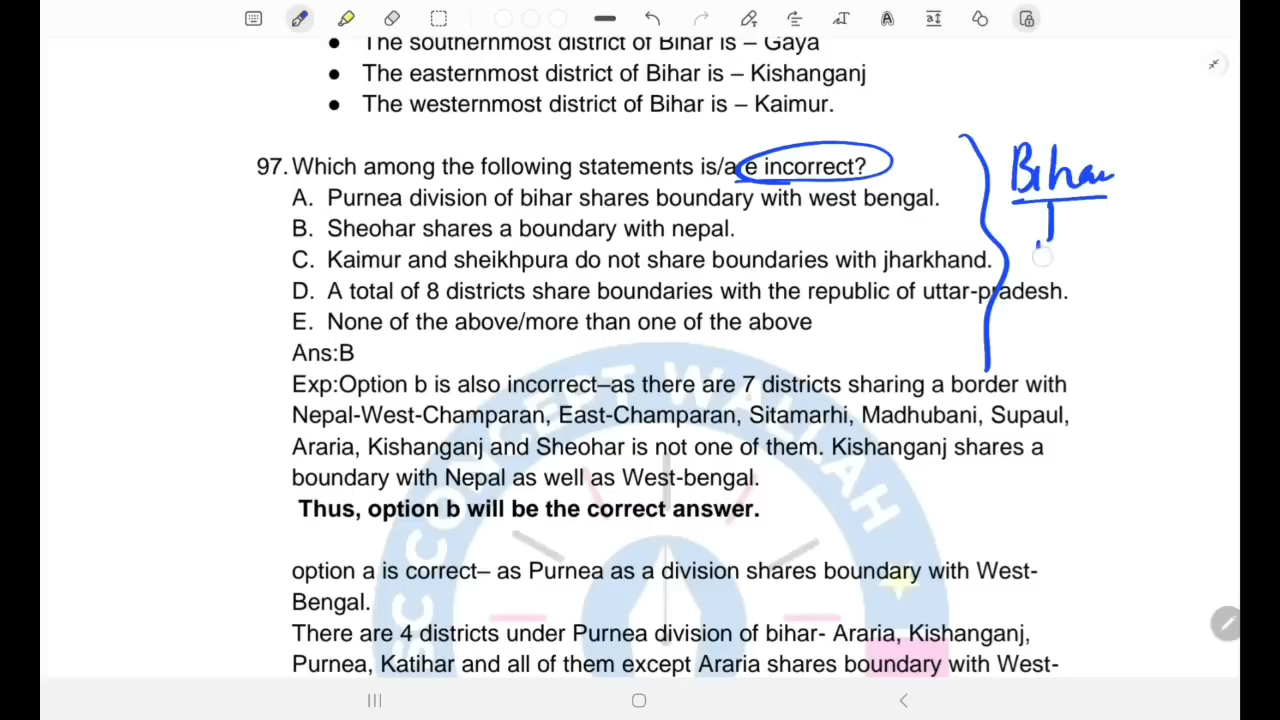 ● The southernmost district of Bihar is – Gaya
● The easternmost district of Bihar is – Kishanganj
● The westernmost district of Bihar is – Kaimur.
97. Which among the following statements is/are incorrect?
A. Purnea division of bihar shares boundary with west bengal.
B. Sheohar shares a boundary with nepal.
C. Kaimur and sheikhpura do not share boundaries with jharkhand.
D. A total of 8 districts share boundaries with the republic of uttar-pradesh.
E. None of the above/more than one of the above
Ans:B
Exp:Option b is also incorrect–as there are 7 districts sharing a border with
Nepal-West-Champaran, East-Champaran, Sitamarhi, Madhubani, Supaul,
Araria, Kishanganj and Sheohar is not one of them. Kishanganj shares a
boundary with Nepal as well as West-bengal.
Thus, option b will be the correct answer.
option a is correct– as Purnea as a division shares boundary with West-
Bengal.
There are 4 districts under Purnea division of bihar- Araria, Kishanganj,
Purnea, Katihar and all of them except Araria shares boundary with West-
Bihar
SCCONCEPT WALLAH